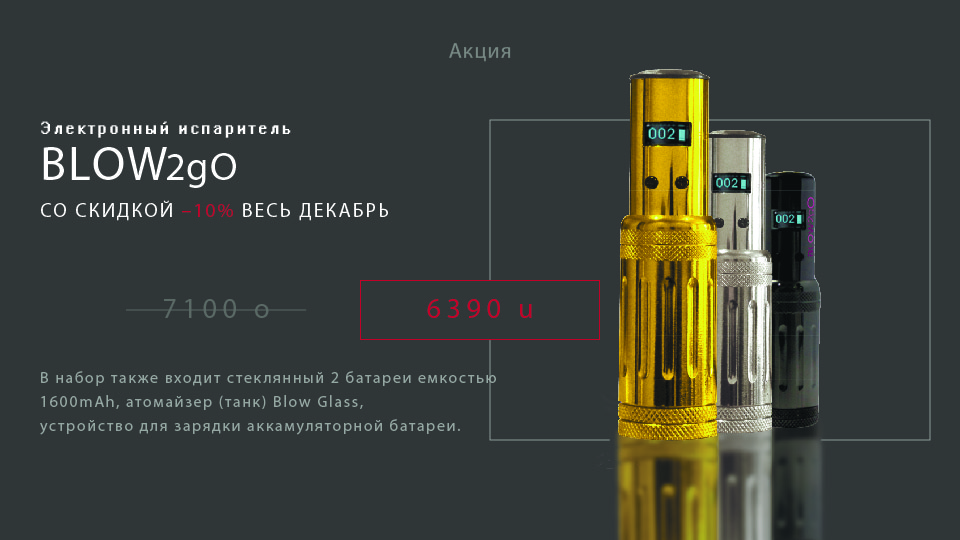 Акция
Электронный испаритель
BLOW2gO
СО СКИДКОЙ –10% ВЕСЬ ДЕКАБРЬ
7100 o
6390 u
В набор также входит стеклянный 2 батареи емкостью
1600mAh, атомайзер (танк) Blow Glass,
устройство для зарядки аккамуляторной батареи.
002
002
002